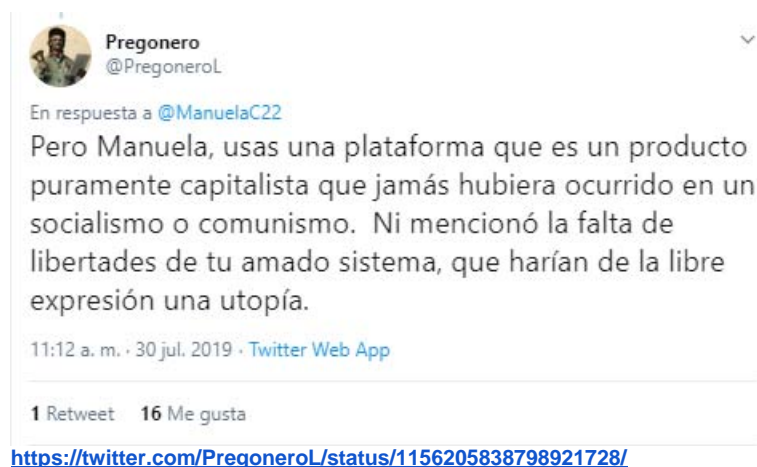 Pregonero
@PregoneroL
En respuesta a @ManuelaC22
Pero Manuela, usas una plataforma que es un producto
puramente capitalista que jamás hubiera ocurrido en un
socialismo o comunismo.  Ni mencionó la falta de
libertades de tu amado sistema, que harían de la libre
expresión una utopía.
11:12 a. m. · 30 jul. 2019 · Twitter Web App
1 Retweet 16 Me gusta
https://twitter.com/PregoneroL/status/1156205838798921728/